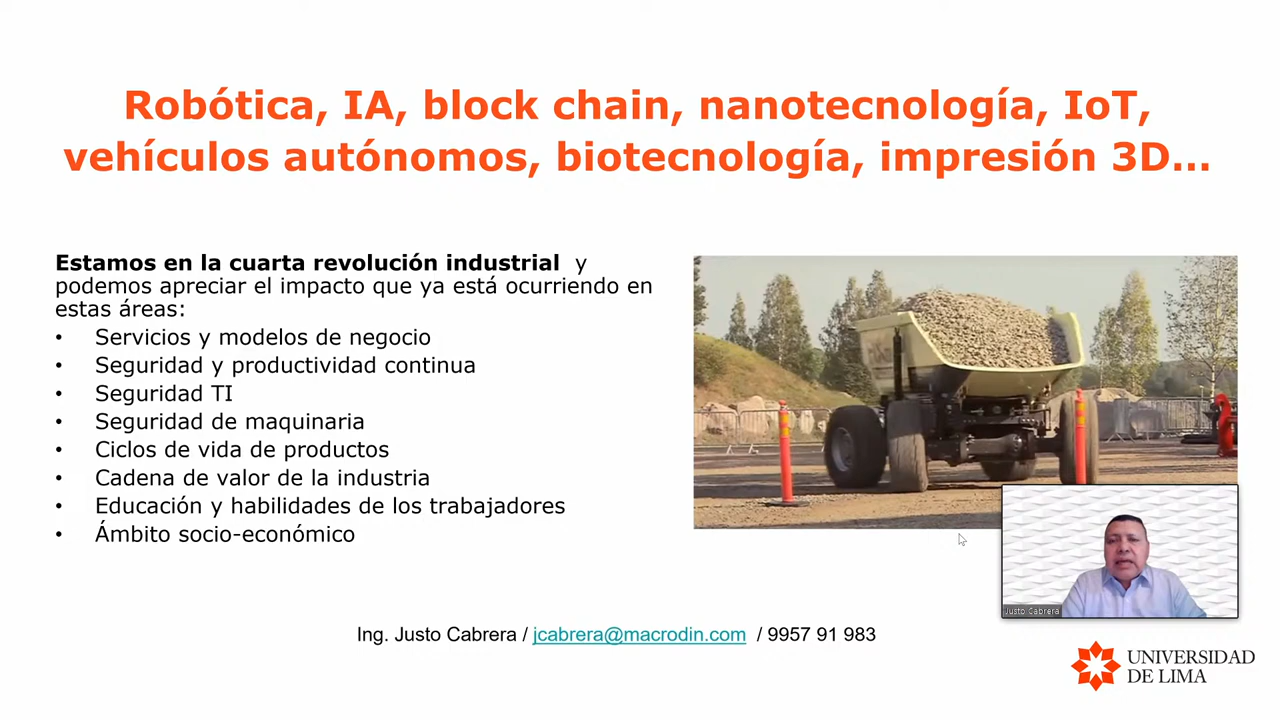 Robótica, IA, block chain, nanotecnología, IoT,
vehículos autónomos, biotecnología, impresión 3D...
Estamos en la cuarta revolución industrial y
podemos apreciar el impacto que ya está ocurriendo en
estas áreas:
• Servicios y modelos de negocio
• Seguridad y productividad continua
• Seguridad TI
• Seguridad de maquinaria
• Ciclos de vida de productos
• Cadena de valor de la industria
• Educación y habilidades de los trabajadores
• Ámbito socio-económico
Justo Cabrera
Ing. Justo Cabrera / jcabrera@macrodin.com / 9957 91 983
UNIVERSIDAD
DE LIMA